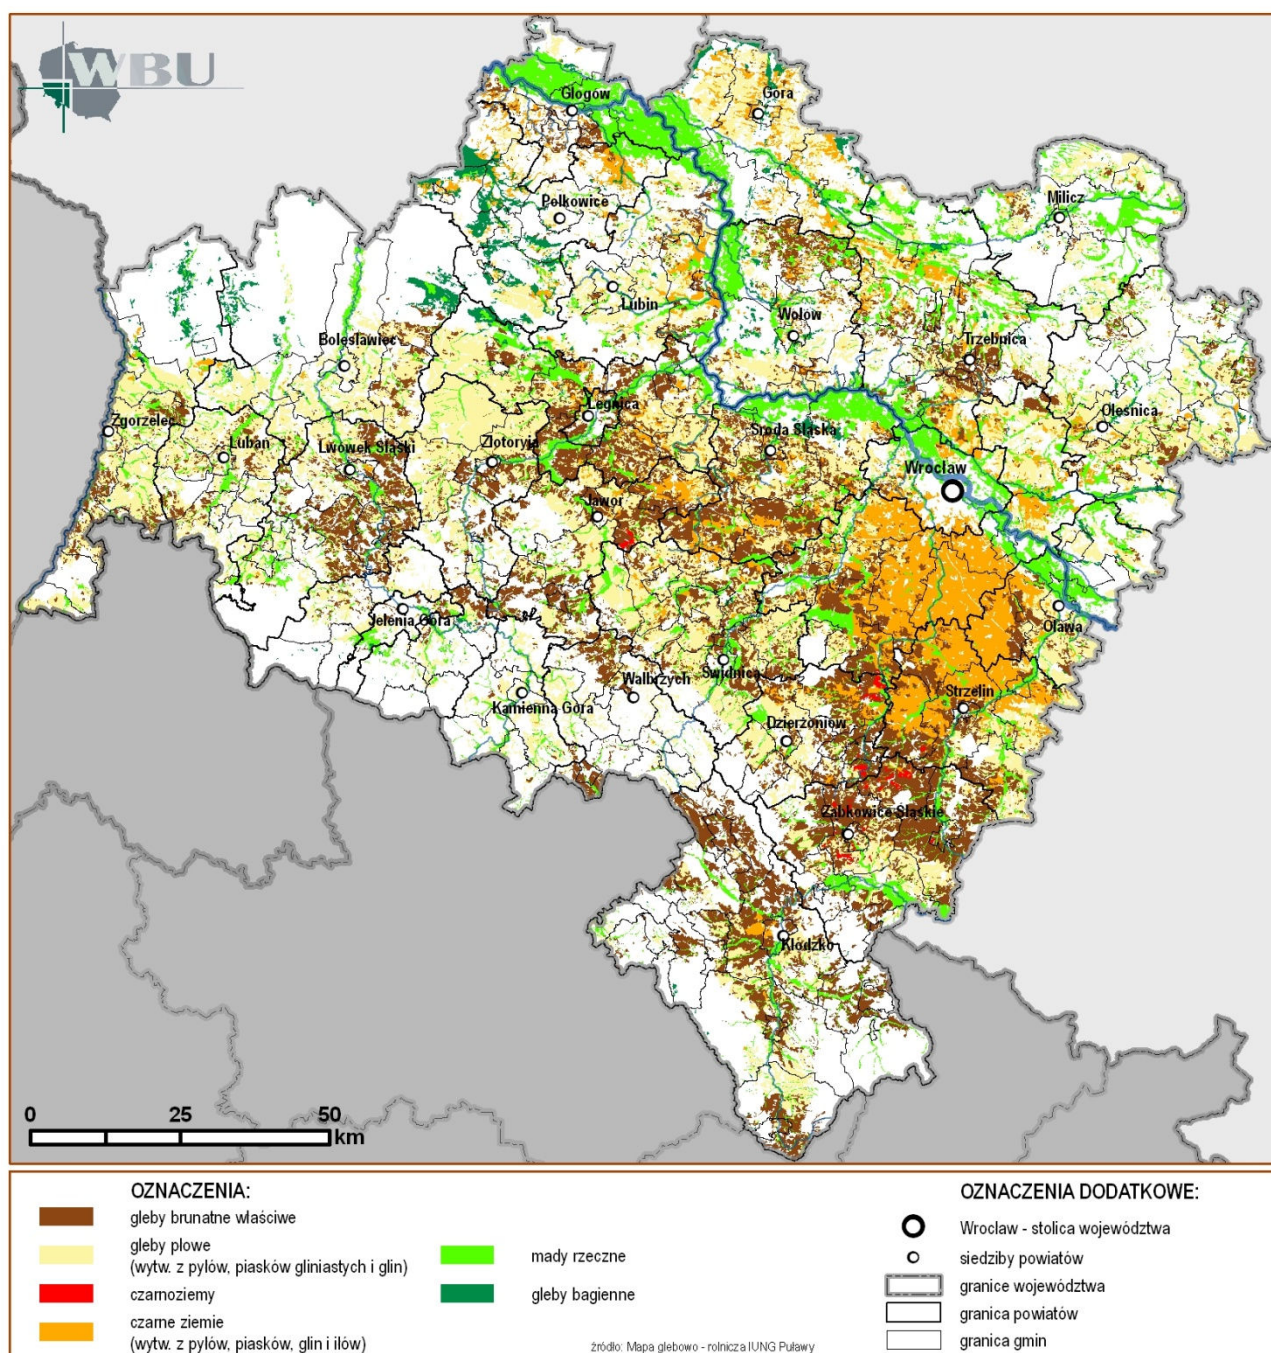 WBU
Głogów
Góra
Polkowice
Milicz
Lubin
Wołów
Bolesławiec
Trzebnica
Legnica
Oleśnica
Zgorzelec
Lubań
Lwówek Śląski
Złotoryja
Środa Śląska
Wrocław
Jawor
Jelenia Góra
Oława
Świdnica
Wałbrzych
Strzelin
Kamienna Góra
Dzierżoniów
Ząbkowice Śląskie
Kłodzko
0 25 50
km
OZNACZENIA:
gleby brunatne właściwe
gleby płowe
(wytw. z pyłów, piasków gliniastych i glin)
czarnoziemy
czarne ziemie
(wytw. z pyłów, piasków, glin i iłów)
mady rzeczne
gleby bagienne
źródło: Mapa glebowo - rolnicza IUNG Puławy
OZNACZENIA DODATKOWE:
Wrocław - stolica województwa
siedziby powiatów
granice województwa
granica powiatów
granica gmin